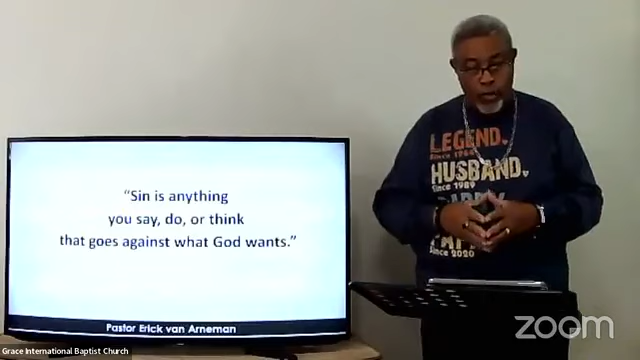 “Sin is anything
you say, do, or think
that goes against what God wants.”
Pastor Erick van Arneman
Grace International Baptist Church
LEGEND
HUSBAND
Since 1989
Since 2020
zoom